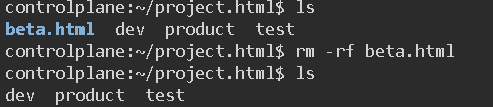 controlplane:~/project.html$ ls
beta.html  dev  product  test
controlplane:~/project.html$ rm -rf beta.html
controlplane:~/project.html$ ls
dev  product  test